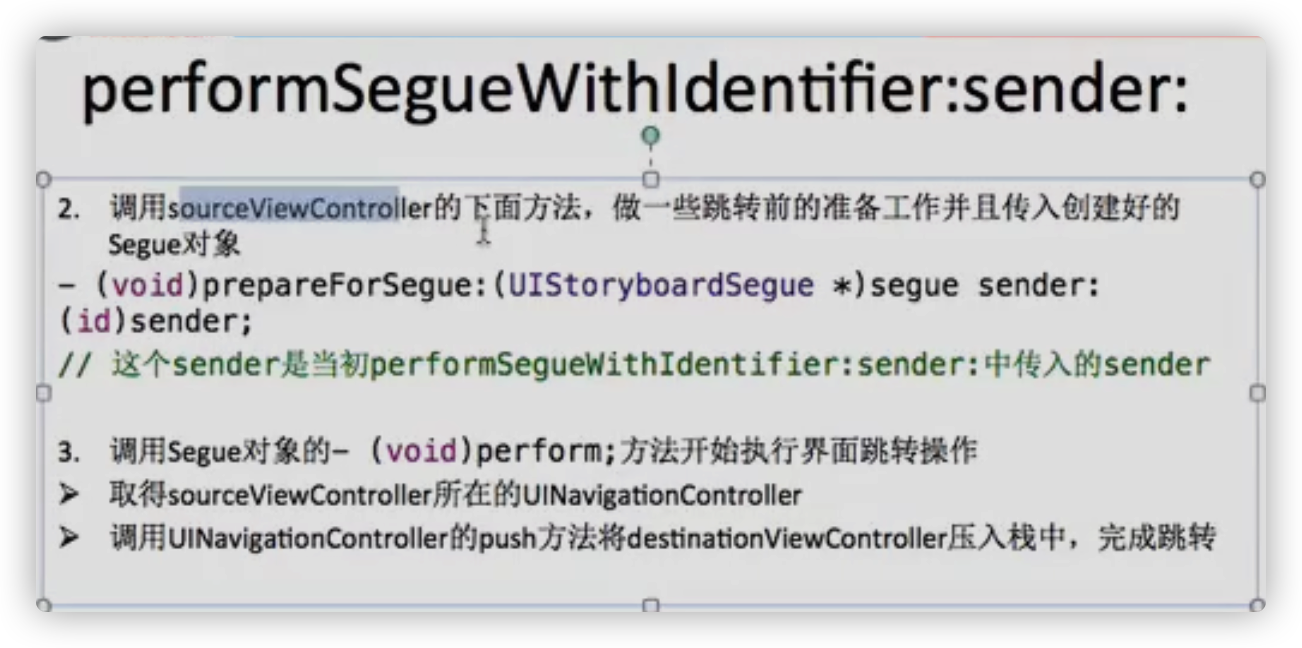 performSegueWithIdentifier:sender:
2. 调用sourceViewController的下面方法，做一些跳转前的准备工作并且传入创建好的
Segue对象
– (void)prepareForSegue:(UIStoryboardSegue *)segue sender:
(id)sender;
// 这个sender是当初performSegueWithIdentifier:sender:中传入的sender
3. 调用Segue对象的– (void)perform;方法开始执行界面跳转操作
➢ 取得sourceViewController所在的UINavigationController
➢ 调用UINavigationController的push方法将destinationViewController压入栈中，完成跳转